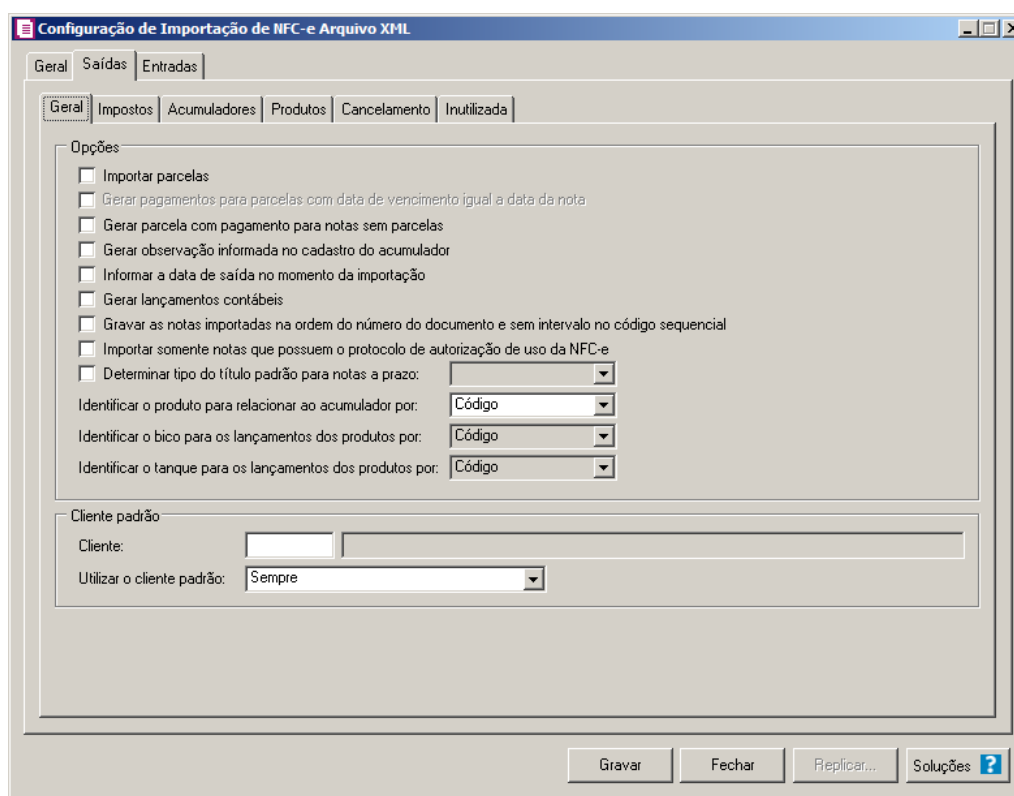 Configuração de Importação de NFC-e Arquivo XML
Geral Saídas Entradas
Geral Impostos Acumuladores Produtos Cancelamento Inutilizada
Opções
Importar parcelas
Gerar pagamentos para parcelas com data de vencimento igual a data da nota
Gerar parcela com pagamento para notas sem parcelas
Gerar observação informada no cadastro do acumulador
Informar a data de saída no momento da importação
Gerar lançamentos contábeis
Gravar as notas importadas na ordem do número do documento e sem intervalo no código sequencial
Importar somente notas que possuem o protocolo de autorização de uso da NFC-e
Determinar tipo do título padrão para notas a prazo:
Identificar o produto para relacionar ao acumulador por: Código
Identificar o bico para os lançamentos dos produtos por: Código
Identificar o tanque para os lançamentos dos produtos por: Código
Cliente padrão
Cliente:
Utilizar o cliente padrão: Sempre
Gravar Fechar Replicar... Soluções ?